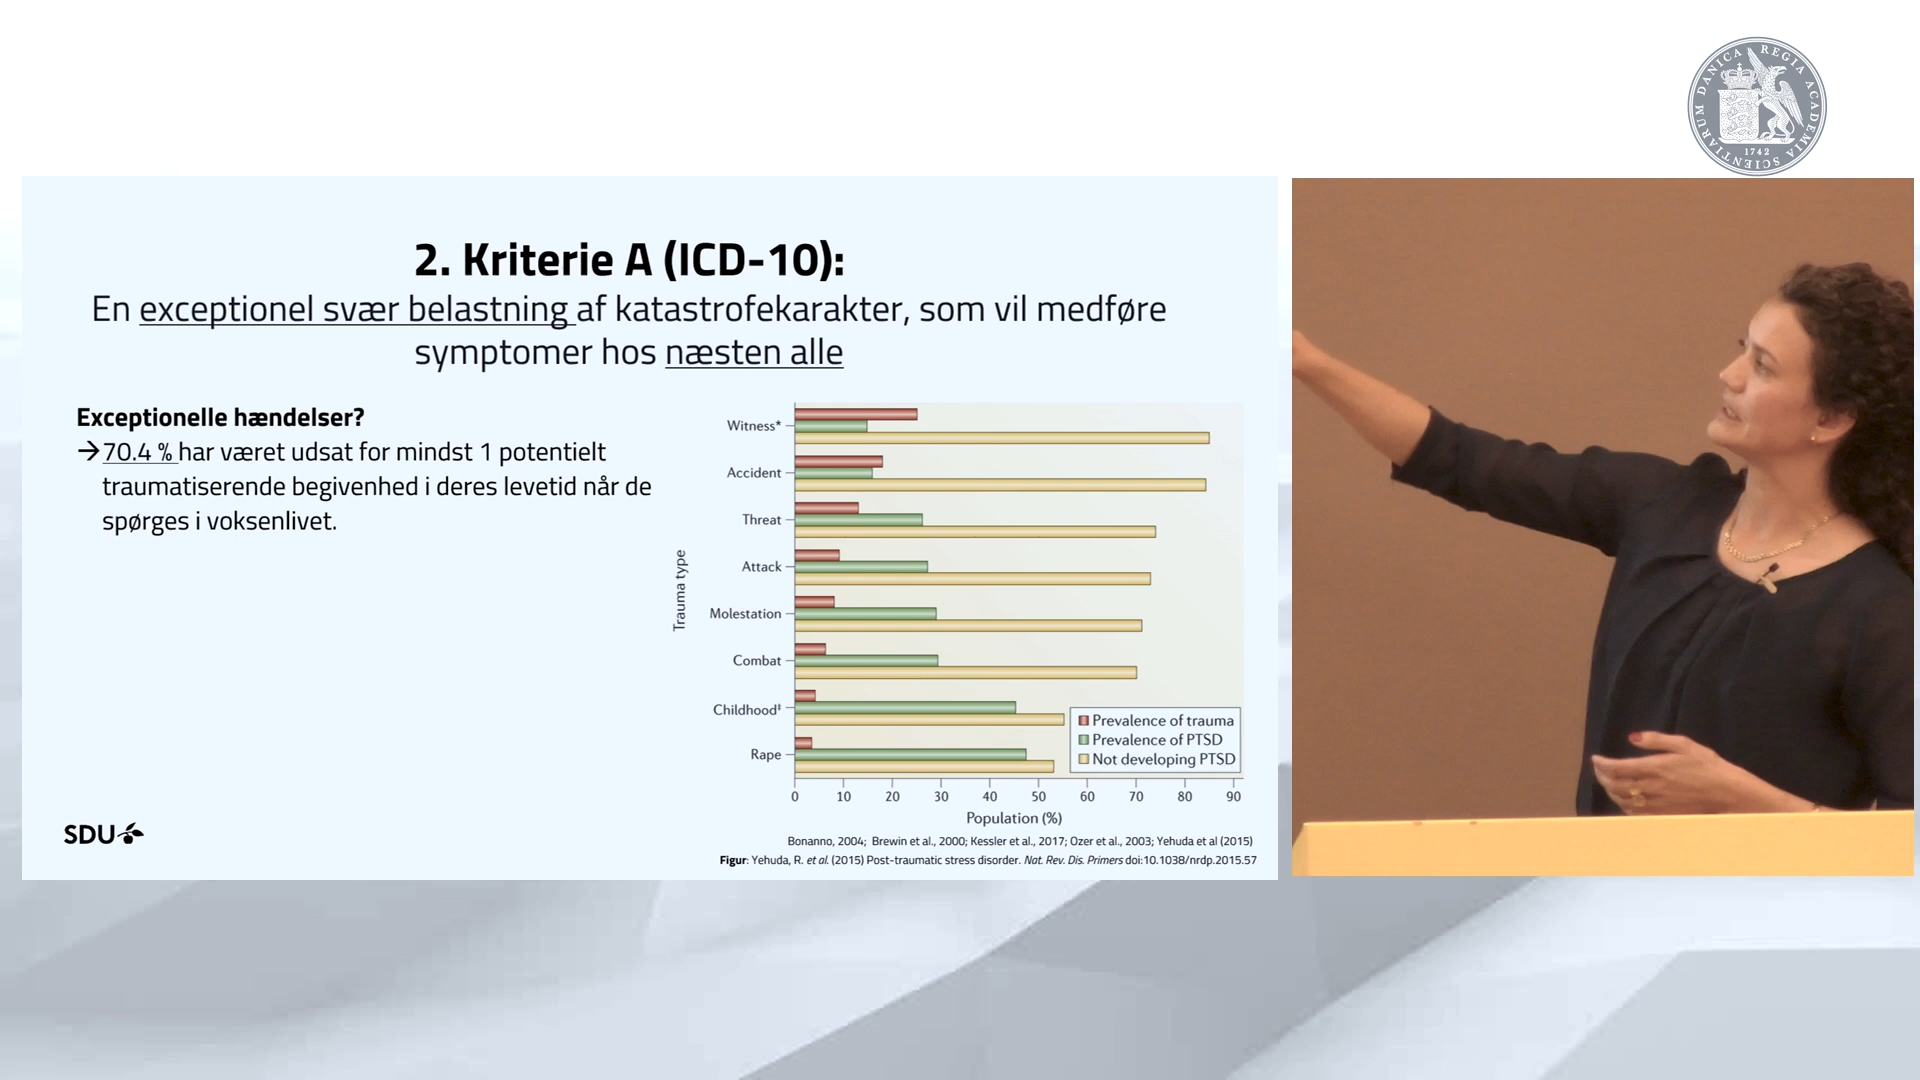 REGIA ACADEMIA SCIENTIARUM DANICA
1742
2. Kriterie A (ICD-10):
En exceptionel svær belastning af katastrofekarakter, som vil medføre
symptomer hos næsten alle
Exceptionelle hændelser?
→70.4 % har været udsat for mindst 1 potentielt
traumatiserende begivenhed i deres levetid når de
spørges i voksenlivet.
Trauma type
Witness*
Accident
Threat
Attack
Molestation
Combat
Childhood‡
Rape
Prevalence of trauma
Prevalence of PTSD
Not developing PTSD
0 10 20 30 40 50 60 70 80 90
Population (%)
Bonanno, 2004; Brewin et al., 2000; Kessler et al., 2017; Ozer et al., 2003; Yehuda et al (2015)
Figur: Yehuda, R. et al. (2015) Post-traumatic stress disorder. Nat. Rev. Dis. Primers doi:10.1038/nrdp.2015.57
SDU